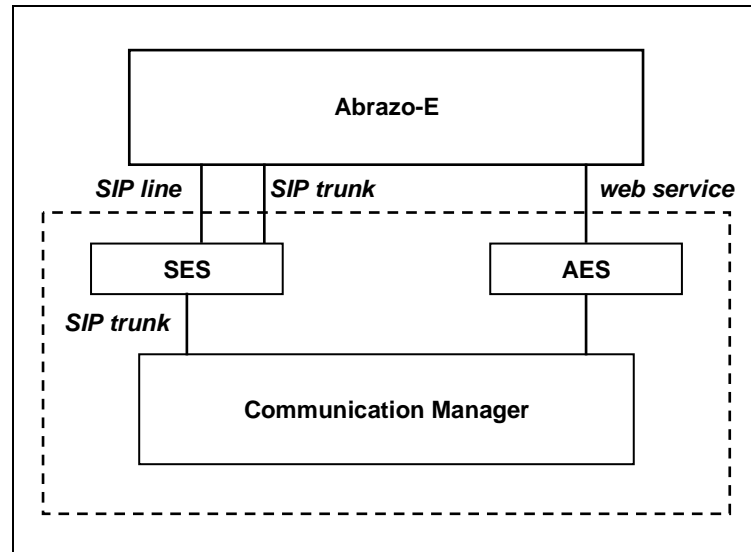 Abrazo-E
SIP line
SIP trunk
web service
SES
AES
SIP trunk
Communication Manager